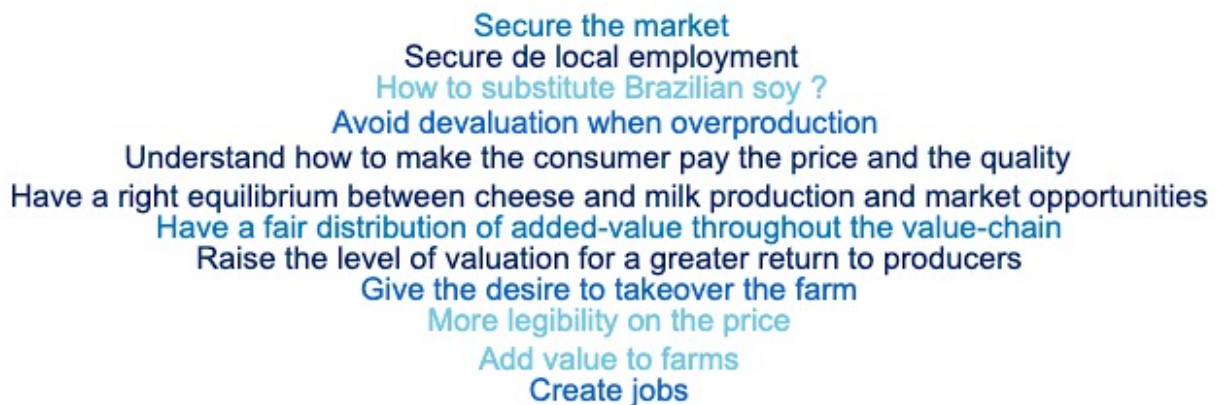 Secure the market
Secure de local employment
How to substitute Brazilian soy ?
Avoid devaluation when overproduction
Understand how to make the consumer pay the price and the quality
Have a right equilibrium between cheese and milk production and market opportunities
Have a fair distribution of added-value throughout the value-chain
Raise the level of valuation for a greater return to producers
Give the desire to takeover the farm
More legibility on the price
Add value to farms
Create jobs